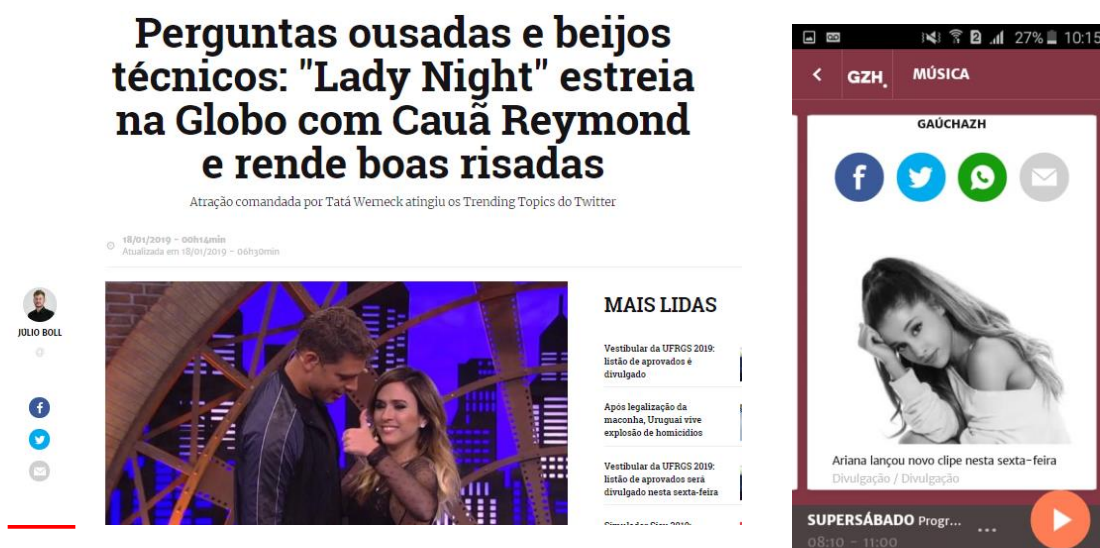 Perguntas ousadas e beijos
técnicos: "Lady Night" estreia
na Globo com Cauã Reymond
e rende boas risadas
Atração comandada por Tatá Werneck atingiu os Trending Topics do Twitter
18/01/2019 - 00h14min
Atualizada em 18/01/2019 - 06h30min
JÚLIO BOLL
MAIS LIDAS
Vestibular da UFRGS 2019:
listão de aprovados é
divulgado
Após legalização da
maconha, Uruguai vive
explosão de homicídios
Vestibular da UFRGS 2019:
listão de aprovados será
divulgado nesta sexta-feira
2 27% 10:15
GZH. MÚSICA
GAÚCHAZH
Ariana lançou novo clipe nesta sexta-feira
Divulgação / Divulgação
SUPERSÁBADO Progr... ...
08:10 - 11:00